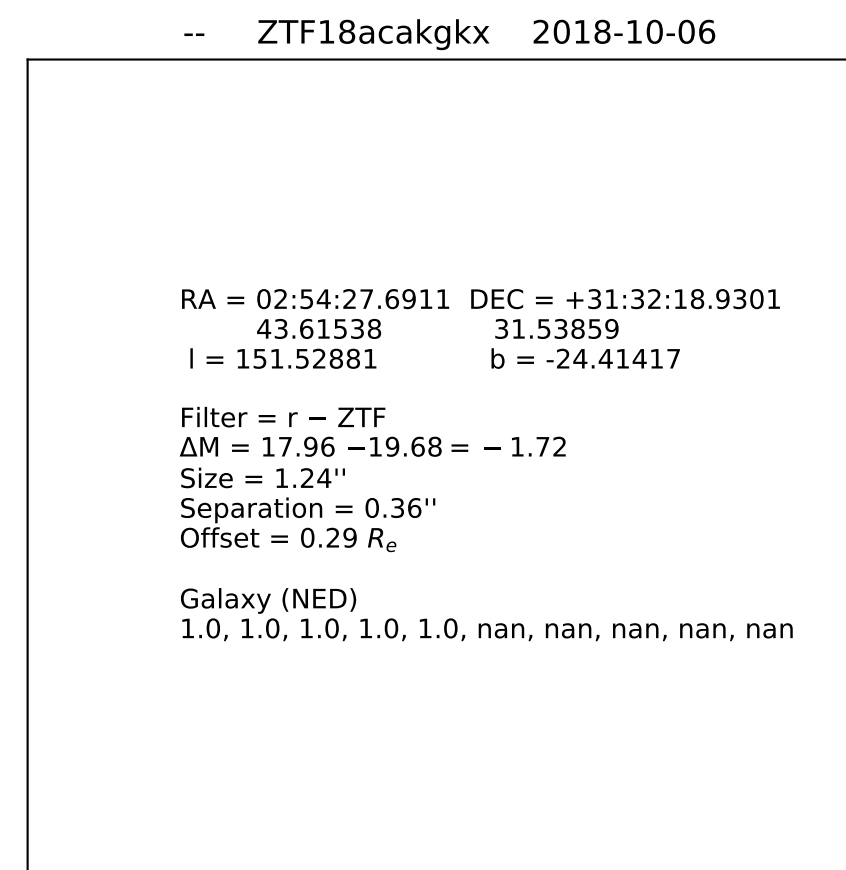 -- ZTF18acakgkx 2018-10-06
RA = 02:54:27.6911 DEC = +31:32:18.9301
43.61538 31.53859
l = 151.52881 b = -24.41417
Filter = r − ZTF
ΔM = 17.96 −19.68 = − 1.72
Size = 1.24''
Separation = 0.36''
Offset = 0.29 Rₑ
Galaxy (NED)
1.0, 1.0, 1.0, 1.0, 1.0, nan, nan, nan, nan, nan